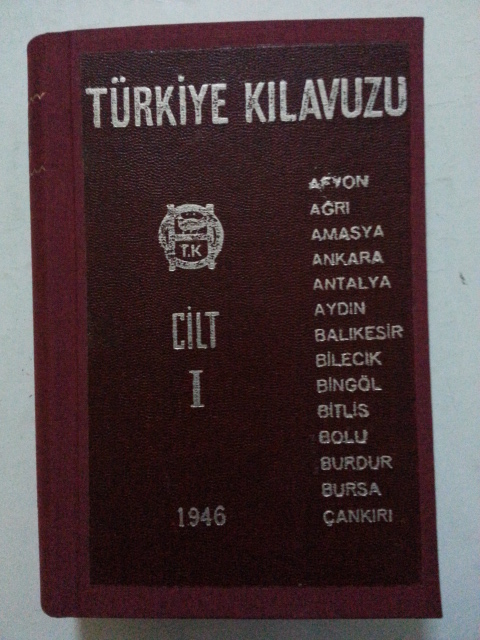 TÜRKİYE KILAVUZU
T.K
CİLT
I
1946
AFYON
AĞRI
AMASYA
ANKARA
ANTALYA
AYDIN
BALIKESİR
BİLECİK
BİNGÖL
BİTLİS
BOLU
BURDUR
BURSA
ÇANKIRI